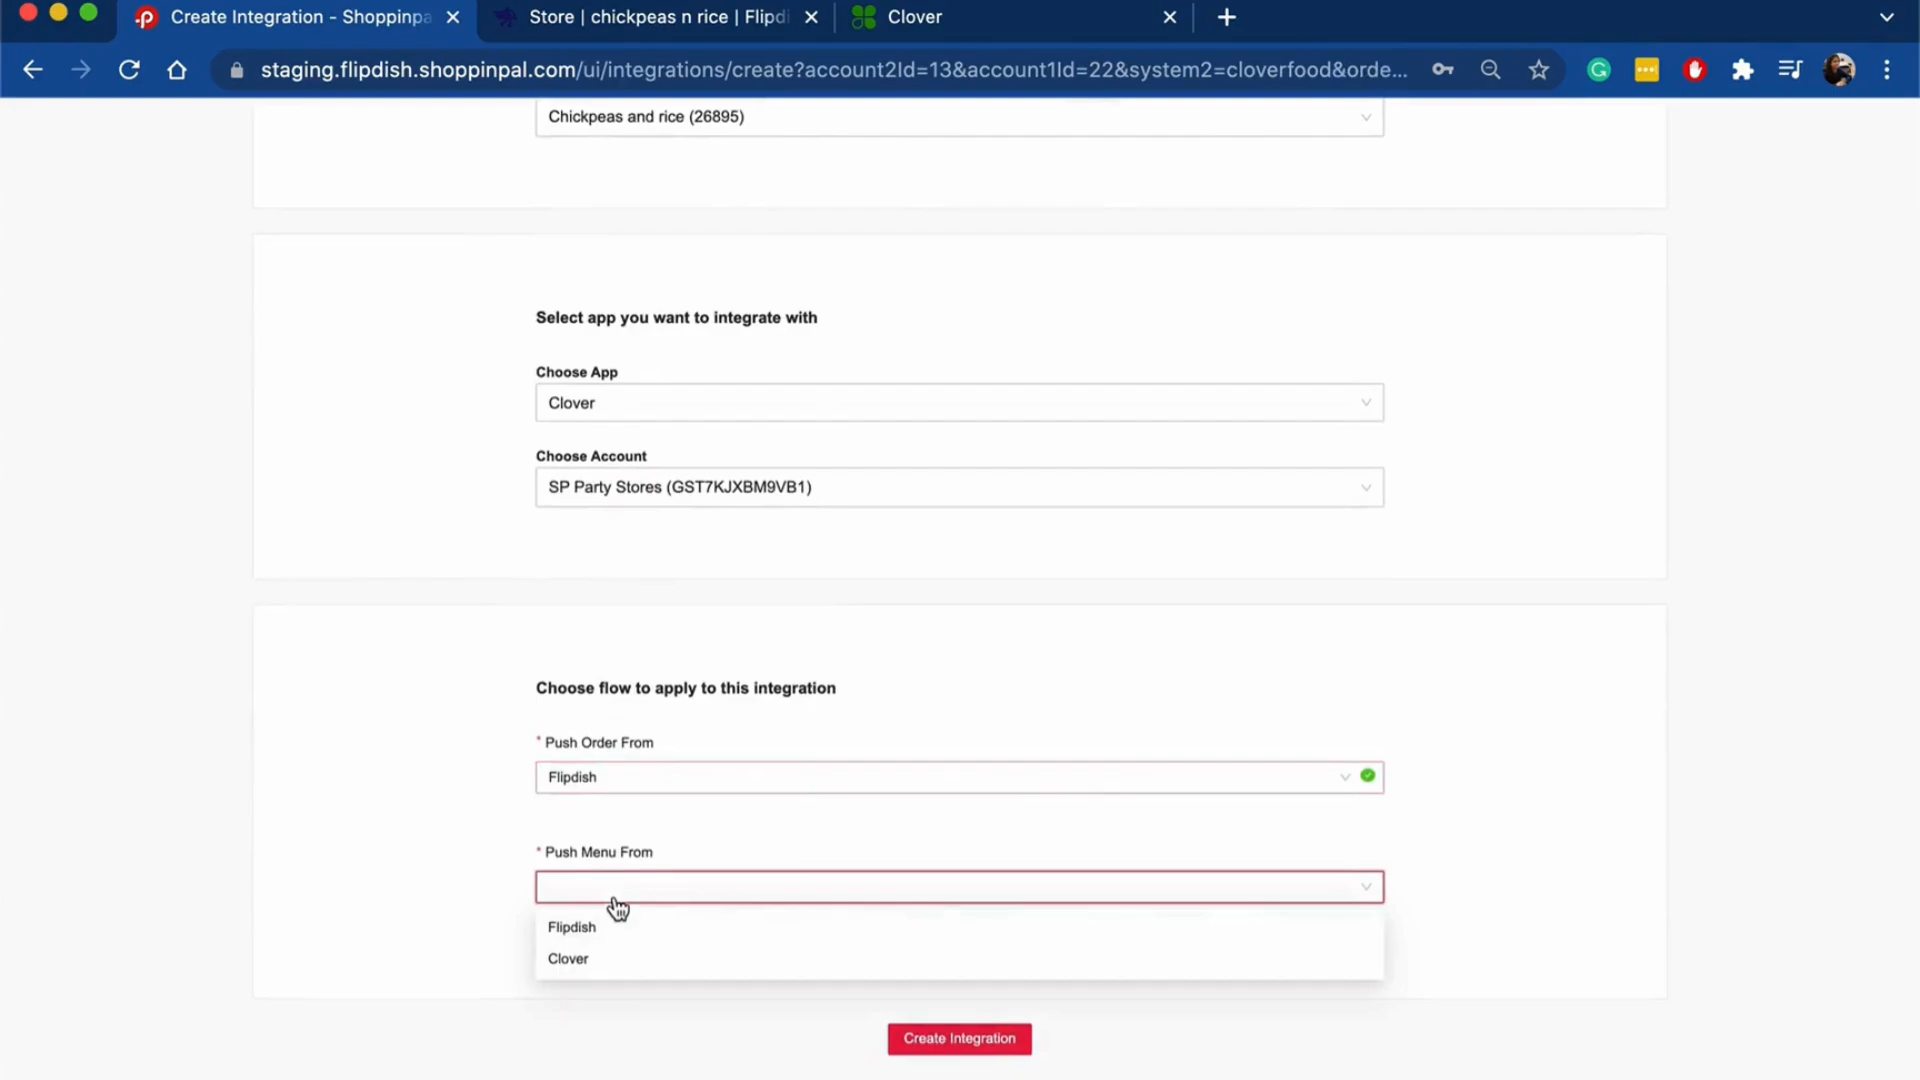 Create Integration - Shoppinpa
Store | chickpeas n rice | Flipdi
Clover
staging.flipdish.shoppinpal.com/ui/integrations/create?account2Id=13&account1Id=22&system2=cloverfood&orde...
Chickpeas and rice (26895)
Select app you want to integrate with
Choose App
Clover
Choose Account
SP Party Stores (GST7KJXBM9VB1)
Choose flow to apply to this integration
* Push Order From
Flipdish
* Push Menu From
Flipdish
Clover
Create Integration